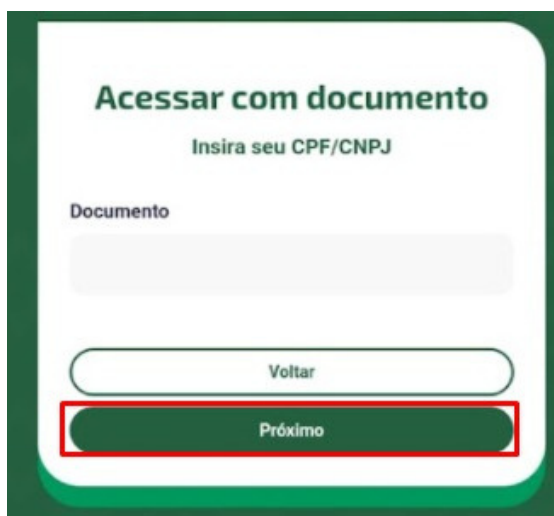 Acessar com documento
Insira seu CPF/CNPJ
Documento
Voltar
Próximo